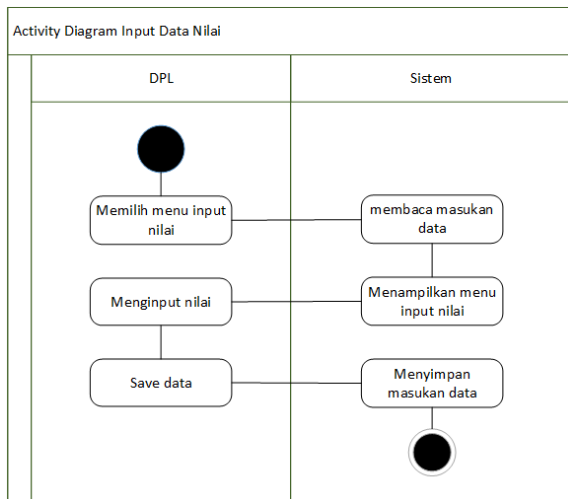 Activity Diagram Input Data Nilai
DPL
Sistem
Memilih menu input
nilai
membaca masukan
data
Menampilkan menu
input nilai
Menginput nilai
Save data
Menyimpan
masukan data